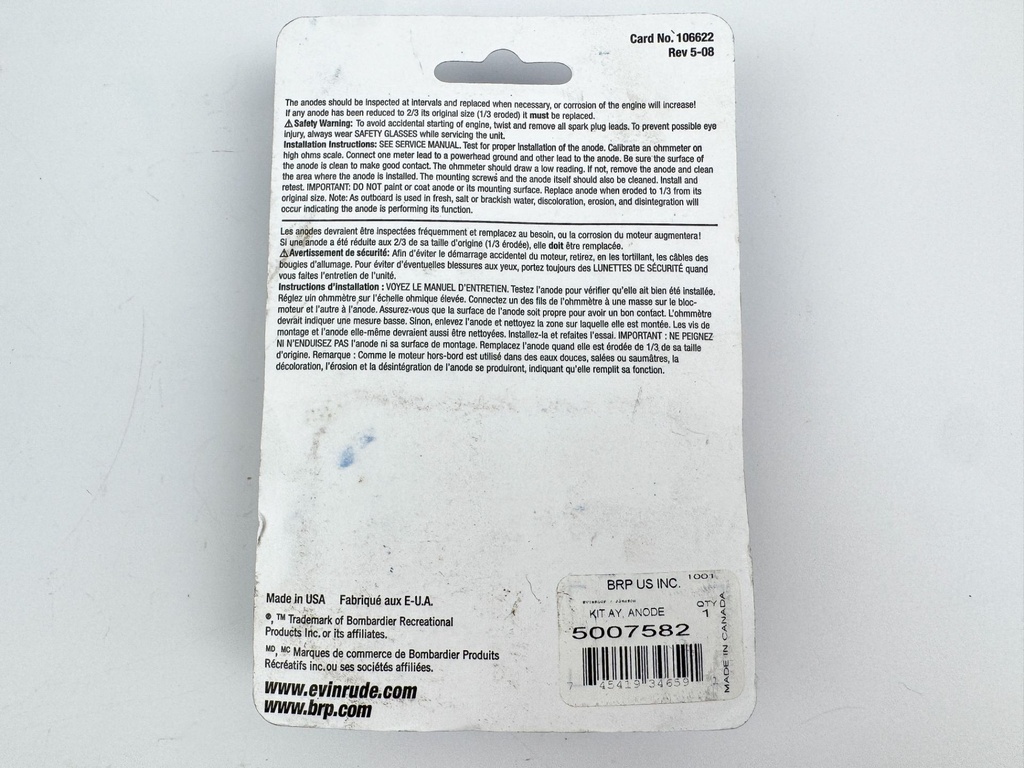 Card No. 106622
Rev 5-08
The anodes should be inspected at intervals and replaced when necessary, or corrosion of the engine will increase!
If any anode has been reduced to 2/3 its original size (1/3 eroded) it must be replaced.
⚠Safety Warning: To avoid accidental starting of engine, twist and remove all spark plug leads. To prevent possible eye
injury, always wear SAFETY GLASSES while servicing the unit.
Installation Instructions: SEE SERVICE MANUAL. Test for proper installation of the anode. Calibrate an ohmmeter on
high ohms scale. Connect one meter lead to a powerhead ground and other lead to the anode. Be sure the surface of
the anode is clean to make good contact. The ohmmeter should draw a low reading. If not, remove the anode and clean
the area where the anode is installed. The mounting screws and the anode itself should also be cleaned. Install and
retest. IMPORTANT: DO NOT paint or coat anode or its mounting surface. Replace anode when eroded to 1/3 from its
original size. Note: As outboard is used in fresh, salt or brackish water, discoloration, erosion, and disintegration will
occur indicating the anode is performing its function.
Les anodes devraient être inspectées fréquemment et remplacez au besoin, ou la corrosion du moteur augmentera!
Si une anode a été réduite aux 2/3 de sa taille d'origine (1/3 érodée), elle doit être remplacée.
⚠Avertissement de sécurité: Afin d'éviter le démarrage accidentel du moteur, retirez, en les tortillant, les câbles des
bougies d'allumage. Pour éviter d'éventuelles blessures aux yeux, portez toujours des LUNETTES DE SÉCURITÉ quand
vous faites l'entretien de l'unité.
Instructions d'installation : VOYEZ LE MANUEL D'ENTRETIEN. Testez l'anode pour vérifier qu'elle ait bien été installée.
Réglez uin ohmmètre sur l'échelle ohmique élevée. Connectez un des fils de l'ohmmètre à une masse sur le bloc-
moteur et l'autre à l'anode. Assurez-vous que la surface de l'anode soit propre pour avoir un bon contact. L'ohmmètre
devrait indiquer une mesure basse. Sinon, enlevez l'anode et nettoyez la zone sur laquelle elle est montée. Les vis de
montage et l'anode elle-même devraient aussi être nettoyées. Installez-la et refaites l'essai. IMPORTANT : NE PEIGNEZ
NI N'ENDUISEZ PAS l'anode ni sa surface de montage. Remplacez l'anode quand elle est érodée de 1/3 de sa taille
d'origine. Remarque : Comme le moteur hors-bord est utilisé dans des eaux douces, salées ou saumâtres, la
décoloration, l'érosion et la désintégration de l'anode se produiront, indiquant qu'elle remplit sa fonction.
Made in USA Fabriqué aux E-U.A.
®, ™ Trademark of Bombardier Recreational
Products Inc. or its affiliates.
MD, MC Marques de commerce de Bombardier Produits
Récréatifs inc. ou ses sociétés affiliées.
www.evinrude.com
www.brp.com
BRP US INC. 1001
KIT AY, ANODE
QTY
1
5007582
7 45419 34659
MADE IN CANADA